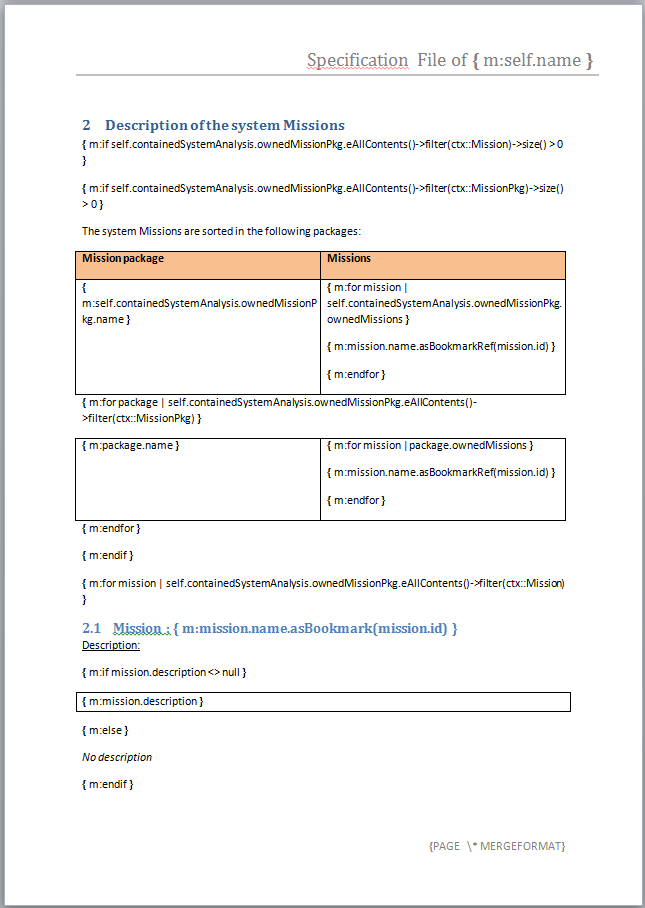 Specification File of { m:self.name }
2 Description of the system Missions
{ m:if self.containedSystemAnalysis.ownedMissionPkg.eAllContents()->filter(ctx::Mission)->size() > 0
}
{ m:if self.containedSystemAnalysis.ownedMissionPkg.eAllContents()->filter(ctx::MissionPkg)->size()
> 0 }
The system Missions are sorted in the following packages:
Mission package
Missions
{
m:self.containedSystemAnalysis.ownedMissionP
kg.name }
{ m:for mission |
self.containedSystemAnalysis.ownedMissionPkg.
ownedMissions }
{ m:mission.name.asBookmarkRef(mission.id) }
{ m:endfor }
{ m:for package | self.containedSystemAnalysis.ownedMissionPkg.eAllContents()-
>filter(ctx::MissionPkg) }
{ m:package.name }
{ m:for mission | package.ownedMissions }
{ m:mission.name.asBookmarkRef(mission.id) }
{ m:endfor }
{ m:endfor }
{ m:endif }
{ m:for mission | self.containedSystemAnalysis.ownedMissionPkg.eAllContents()->filter(ctx::Mission)
}
2.1 Mission : { m:mission.name.asBookmark(mission.id) }
Description:
{ m:if mission.description <> null }
{ m:mission.description }
{ m:else }
No description
{ m:endif }
{PAGE \* MERGEFORMAT}